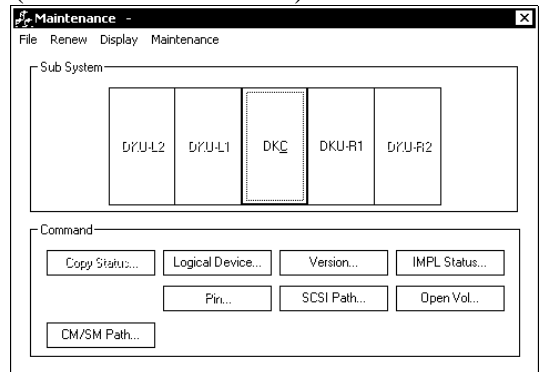 Maintenance -
File Renew Display Maintenance
Sub System
DKU-L2 DKU-L1 DKC DKU-R1 DKU-R2
Command
Copy Status... Logical Device... Version... IMPL Status...
Pin... SCSI Path... Open Vol...
CM/SM Path...